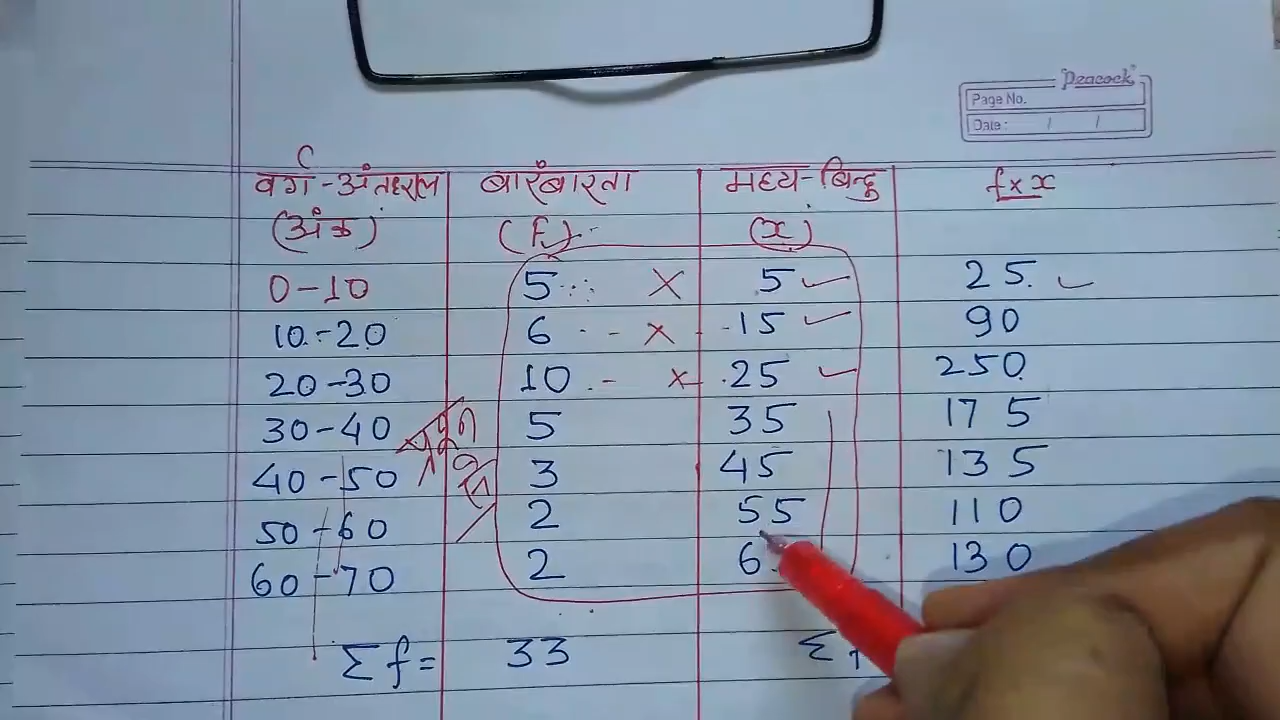 Peacock
Page No.
Date : / /
वर्ग-अंतराल बारंबारता मध्य-बिन्दु f×x
(अंक) (f) (x)
0-10 5 × 5 25
10-20 6 × 15 90
20-30 10 × 25 250
30-40 5 35 175
40-50 3 45 135
50-60 2 55 110
60-70 2 6 130
Σf= 33 Σf